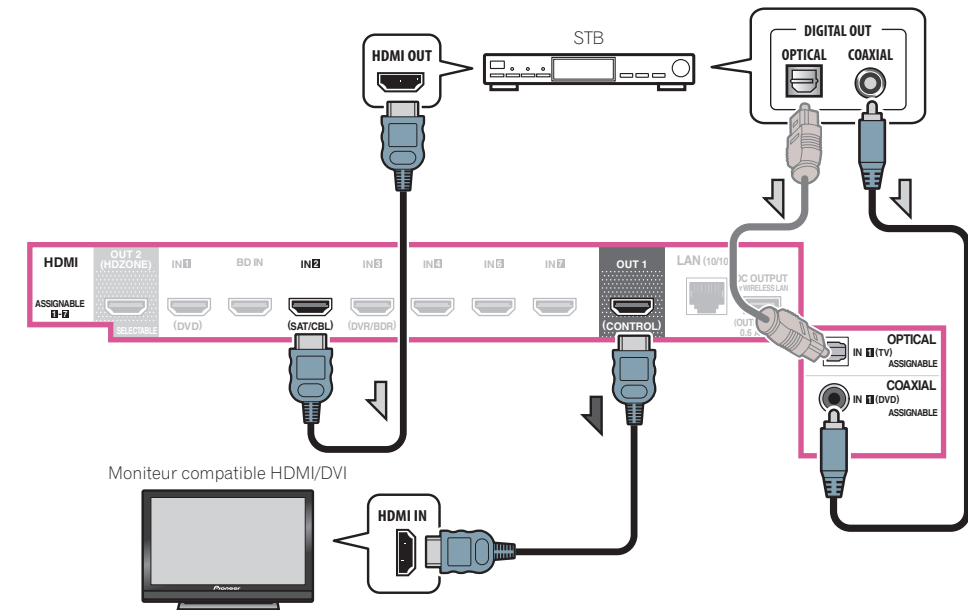 STB
HDMI OUT
DIGITAL OUT
OPTICAL
COAXIAL
HDMI
ASSIGNABLE
1-7
OUT 2
(HDZONE)
SELECTABLE
IN 1
(DVD)
BD IN
IN 2
(SAT/CBL)
IN 3
(DVR/BDR)
IN 4
IN 5
IN 7
OUT 1
(CONTROL)
LAN (10/10
DC OUTPUT
WIRELESS LAN
(OUT
0.6 A
OPTICAL
IN 1 (TV)
ASSIGNABLE
COAXIAL
IN 1 (DVD)
ASSIGNABLE
Moniteur compatible HDMI/DVI
HDMI IN
Pioneer